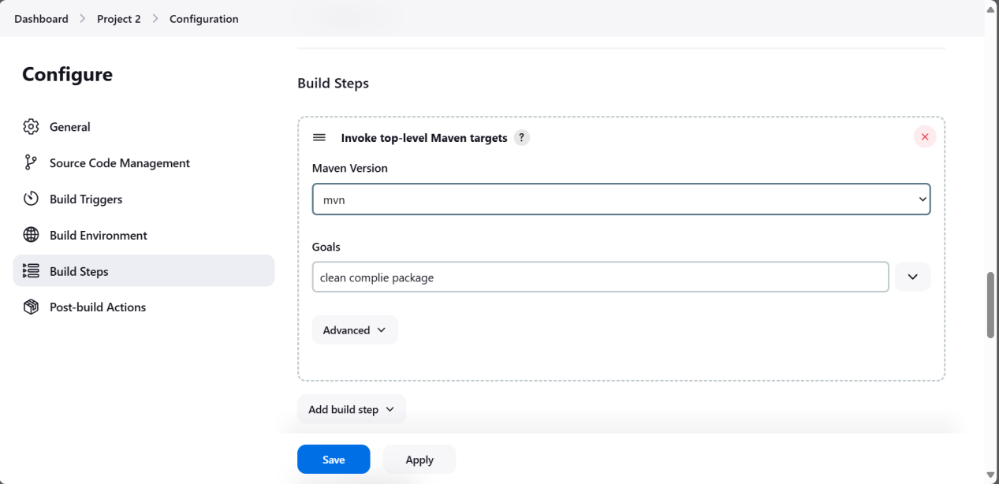 Dashboard > Project 2 > Configuration
Configure
General
Source Code Management
Build Triggers
Build Environment
Build Steps
Post-build Actions
Build Steps
Invoke top-level Maven targets ?
Maven Version
mvn
Goals
clean complie package
Advanced
Add build step
Save
Apply